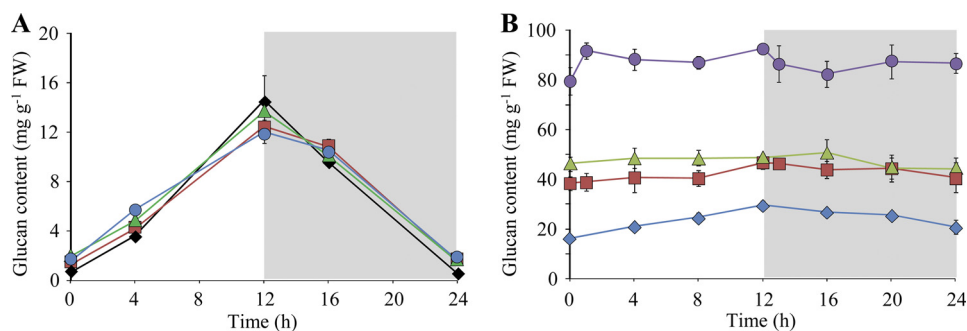 A
Glucan content (mg g⁻¹ FW)
20
16
12
8
4
0
0 4 8 12 16 20 24
Time (h)
B
Glucan content (mg g⁻¹ FW)
100
80
60
40
20
0
0 4 8 12 16 20 24
Time (h)